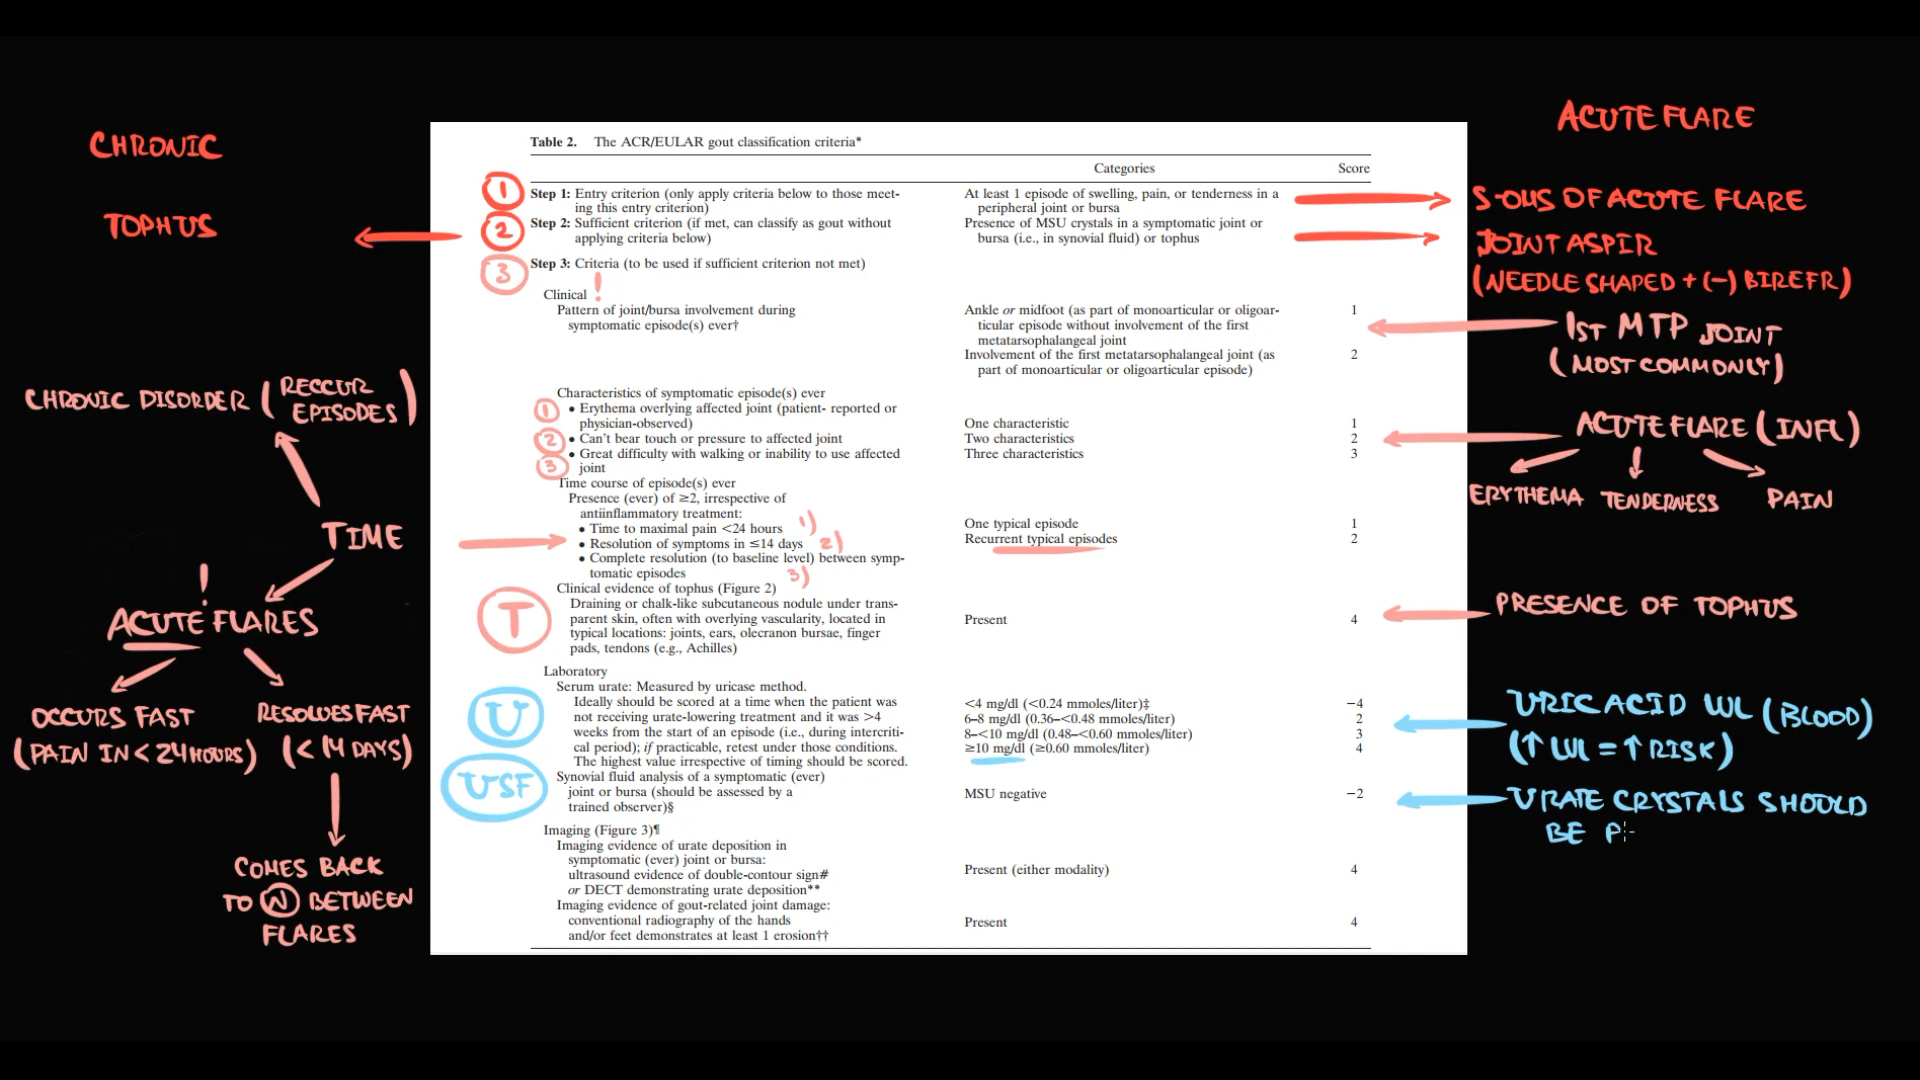 CHRONIC
TOPHUS
CHRONIC DISORDER (RECCUR EPISODES)
TIME
!
ACUTE FLARES
OCCURS FAST
(PAIN IN < 24 HOURS)
RESOLVES FAST
(< 14 DAYS)
COMES BACK
TO N BETWEEN
FLARES
Table 2. The ACR/EULAR gout classification criteria*
Categories Score
1 Step 1: Entry criterion (only apply criteria below to those meet-
ing this entry criterion)
At least 1 episode of swelling, pain, or tenderness in a
peripheral joint or bursa
2 Step 2: Sufficient criterion (if met, can classify as gout without
applying criteria below)
Presence of MSU crystals in a symptomatic joint or
bursa (i.e., in synovial fluid) or tophus
3 Step 3: Criteria (to be used if sufficient criterion not met)
Clinical !
Pattern of joint/bursa involvement during
symptomatic episode(s) ever†
Ankle or midfoot (as part of monoarticular or oligoar- 1
ticular episode without involvement of the first
metatarsophalangeal joint
Involvement of the first metatarsophalangeal joint (as 2
part of monoarticular or oligoarticular episode)
Characteristics of symptomatic episode(s) ever
1 • Erythema overlying affected joint (patient- reported or
physician-observed) One characteristic 1
2 • Can't bear touch or pressure to affected joint Two characteristics 2
3 • Great difficulty with walking or inability to use affected Three characteristics 3
joint
Time course of episode(s) ever
Presence (ever) of ≥2, irrespective of
antiinflammatory treatment:
• Time to maximal pain <24 hours 1) One typical episode 1
• Resolution of symptoms in ≤14 days 2) Recurrent typical episodes 2
• Complete resolution (to baseline level) between symp-
tomatic episodes 3)
Clinical evidence of tophus (Figure 2)
T Draining or chalk-like subcutaneous nodule under trans-
parent skin, often with overlying vascularity, located in Present 4
typical locations: joints, ears, olecranon bursae, finger
pads, tendons (e.g., Achilles)
Laboratory
Serum urate: Measured by uricase method.
U Ideally should be scored at a time when the patient was <4 mg/dl (<0.24 mmoles/liter)‡ −4
not receiving urate-lowering treatment and it was >4 6–8 mg/dl (0.36–<0.48 mmoles/liter) 2
weeks from the start of an episode (i.e., during intercriti- 8–<10 mg/dl (0.48–<0.60 mmoles/liter) 3
cal period); if practicable, retest under those conditions. ≥10 mg/dl (≥0.60 mmoles/liter) 4
The highest value irrespective of timing should be scored.
USF Synovial fluid analysis of a symptomatic (ever)
joint or bursa (should be assessed by a MSU negative −2
trained observer)§
Imaging (Figure 3)¶
Imaging evidence of urate deposition in
symptomatic (ever) joint or bursa:
ultrasound evidence of double-contour sign# Present (either modality) 4
or DECT demonstrating urate deposition**
Imaging evidence of gout-related joint damage:
conventional radiography of the hands Present 4
and/or feet demonstrates at least 1 erosion††
ACUTE FLARE
S-OMS OF ACUTE FLARE
JOINT ASPIR
(NEEDLE SHAPED + (-) BIREFR)
1ST MTP JOINT
(MOST COMMONLY)
ACUTE FLARE (INFL)
ERYTHEMA TENDERNESS PAIN
PRESENCE OF TOPHUS
URIC ACID LVL (BLOOD)
(↑ LVL = ↑ RISK)
URATE CRYSTALS SHOULD
BE